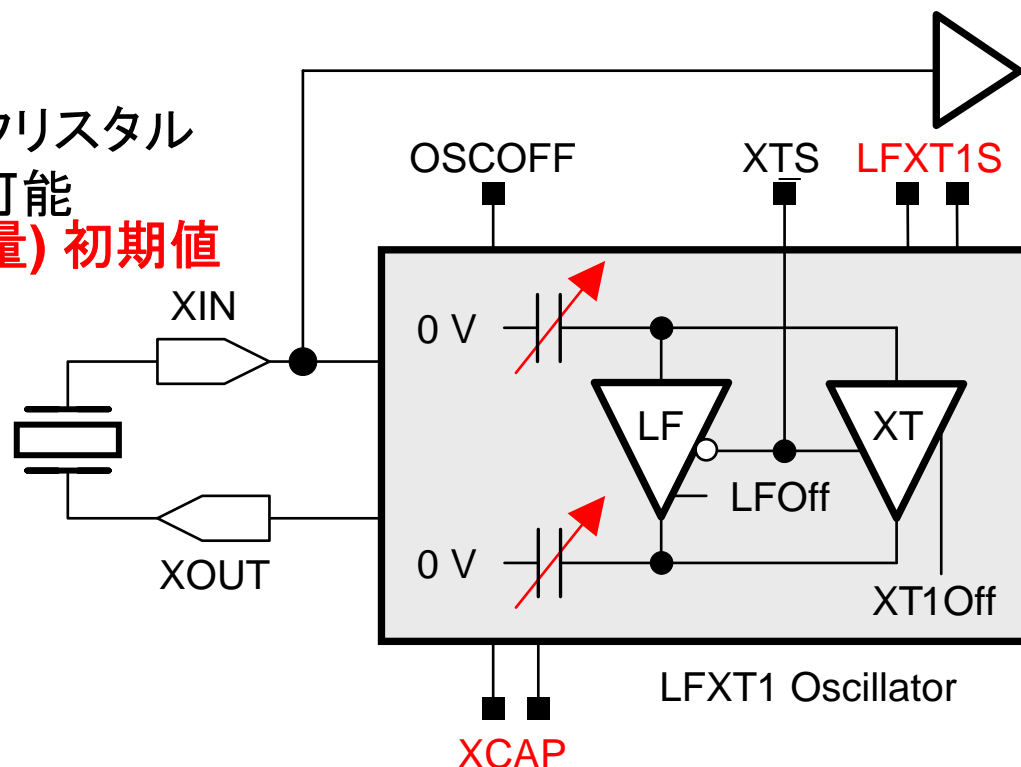 クリスタル
可能
量) 初期値
OSCOFF
XTS
LFXT1S
XIN
0 V
LF
XT
LFOff
0 V
XOUT
XT1Off
LFXT1 Oscillator
XCAP